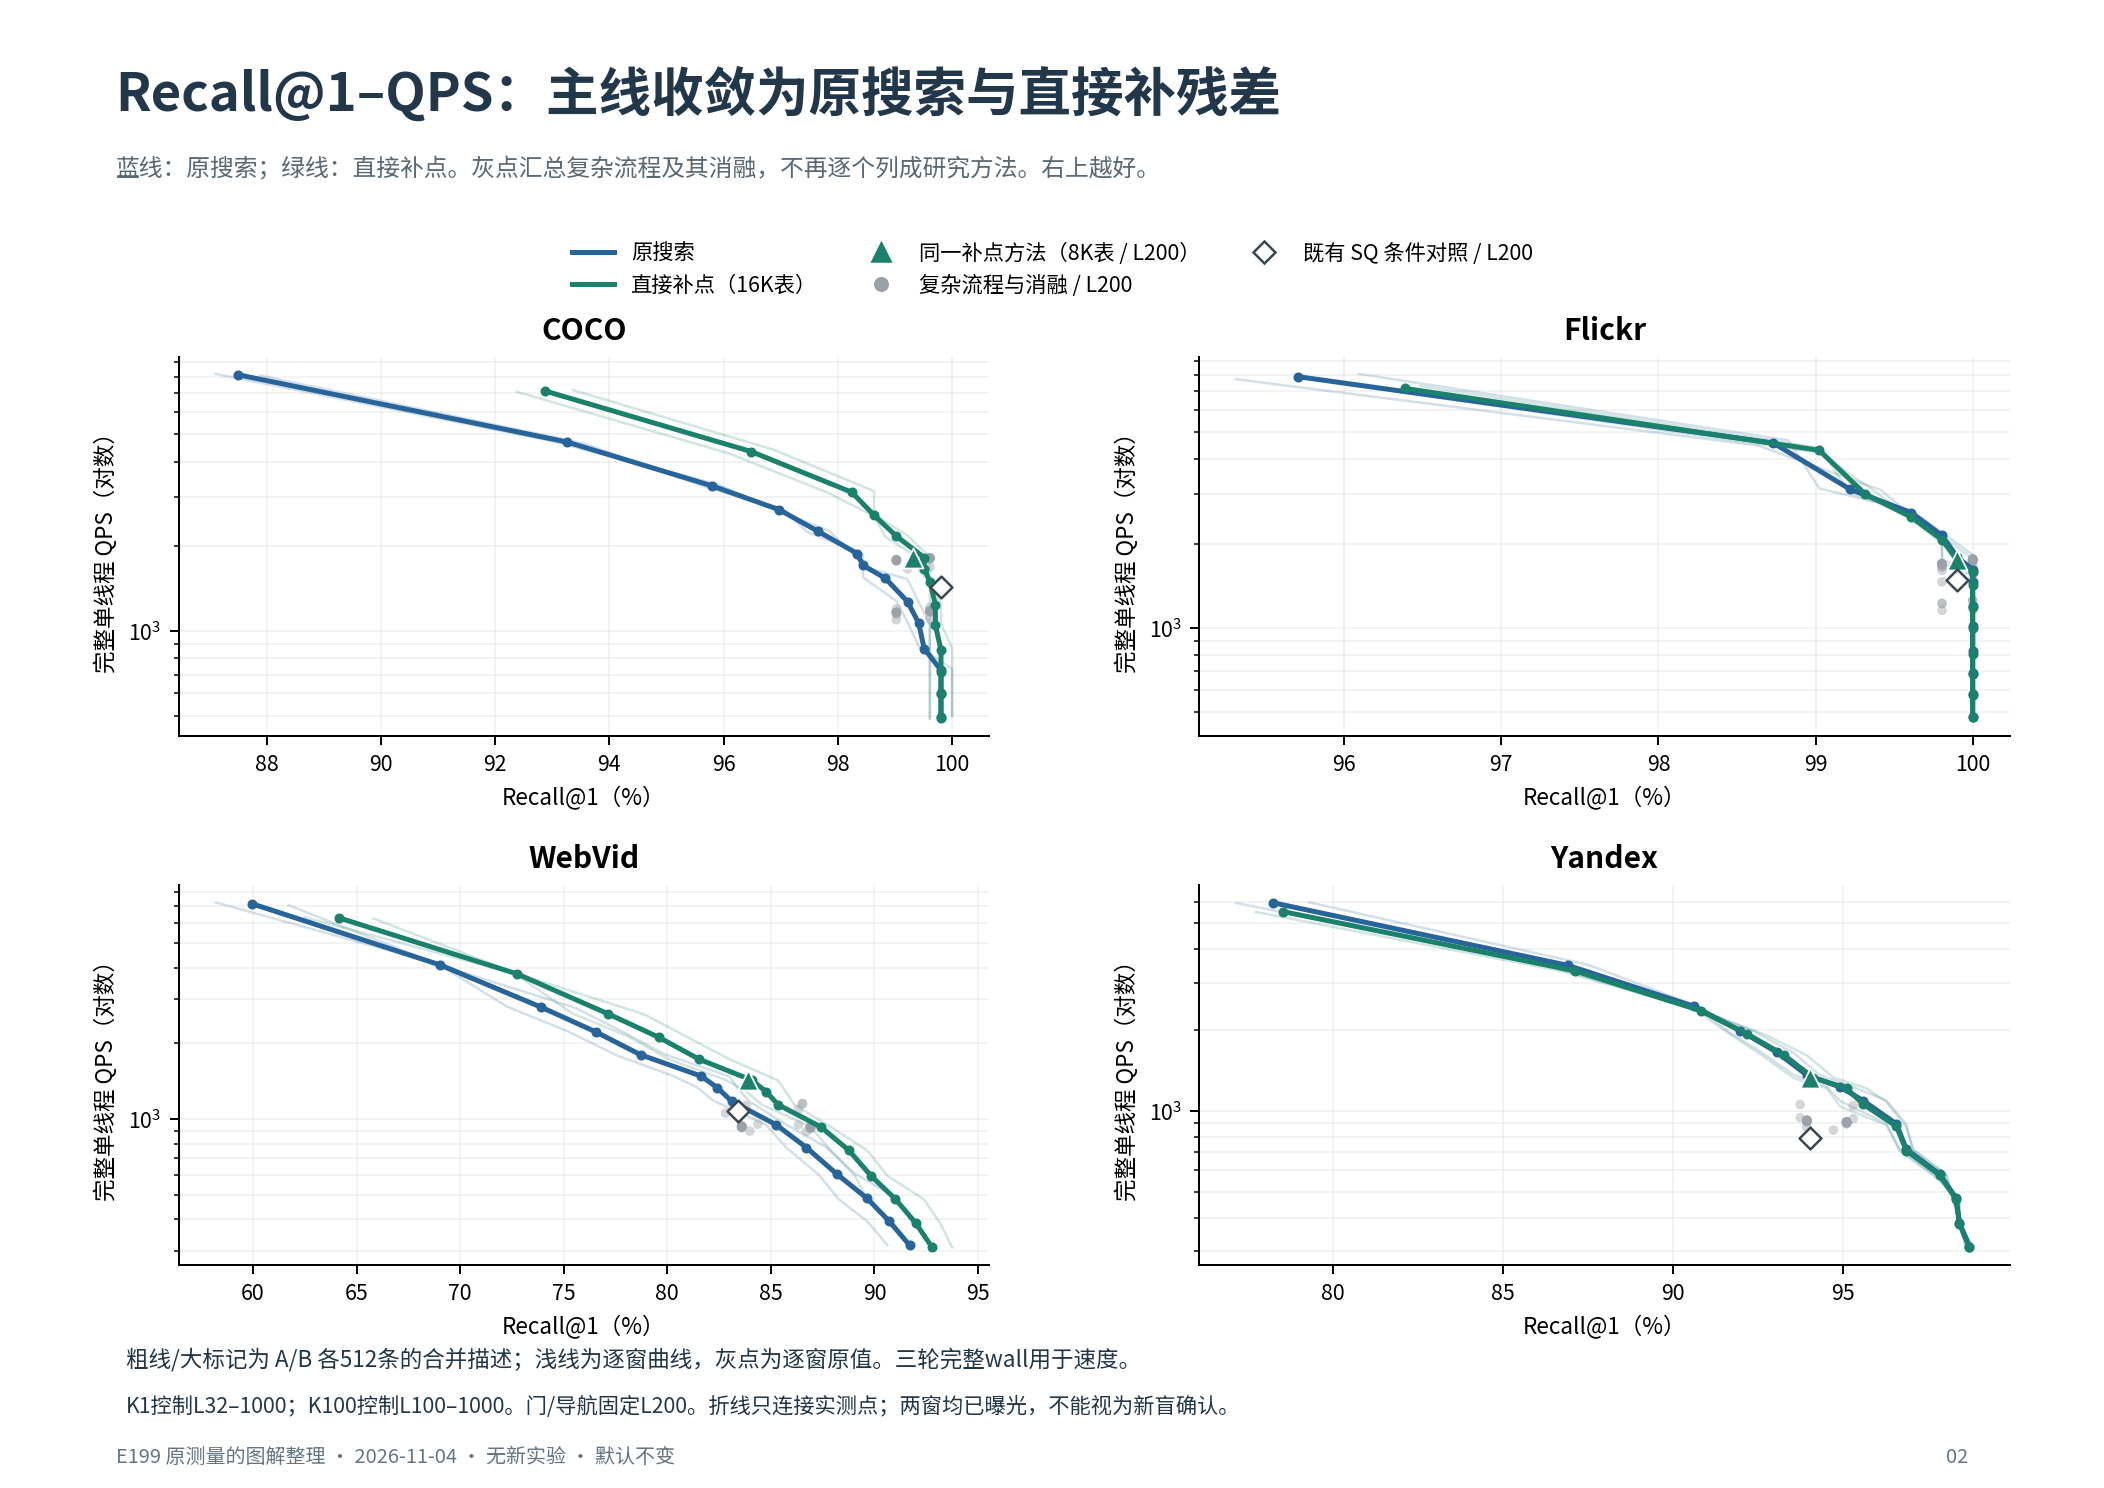 Recall@1–QPS：主线收敛为原搜索与直接补残差
蓝线：原搜索；绿线：直接补点。灰点汇总复杂流程及其消融，不再逐个列成研究方法。右上越好。
原搜索
同一补点方法（8K表 / L200）
既有 SQ 条件对照 / L200
直接补点（16K表）
复杂流程与消融 / L200
COCO
完整单线程 QPS（对数）
10³
88 90 92 94 96 98 100
Recall@1（%）
Flickr
完整单线程 QPS（对数）
10³
96 97 98 99 100
Recall@1（%）
WebVid
完整单线程 QPS（对数）
10³
60 65 70 75 80 85 90 95
Recall@1（%）
Yandex
完整单线程 QPS（对数）
10³
80 85 90 95
Recall@1（%）
粗线/大标记为 A/B 各512条的合并描述；浅线为逐窗曲线，灰点为逐窗原值。三轮完整wall用于速度。
K1控制L32–1000；K100控制L100–1000。门/导航固定L200。折线只连接实测点；两窗均已曝光，不能视为新盲确认。
E199 原测量的图解整理 · 2026-11-04 · 无新实验 · 默认不变
02